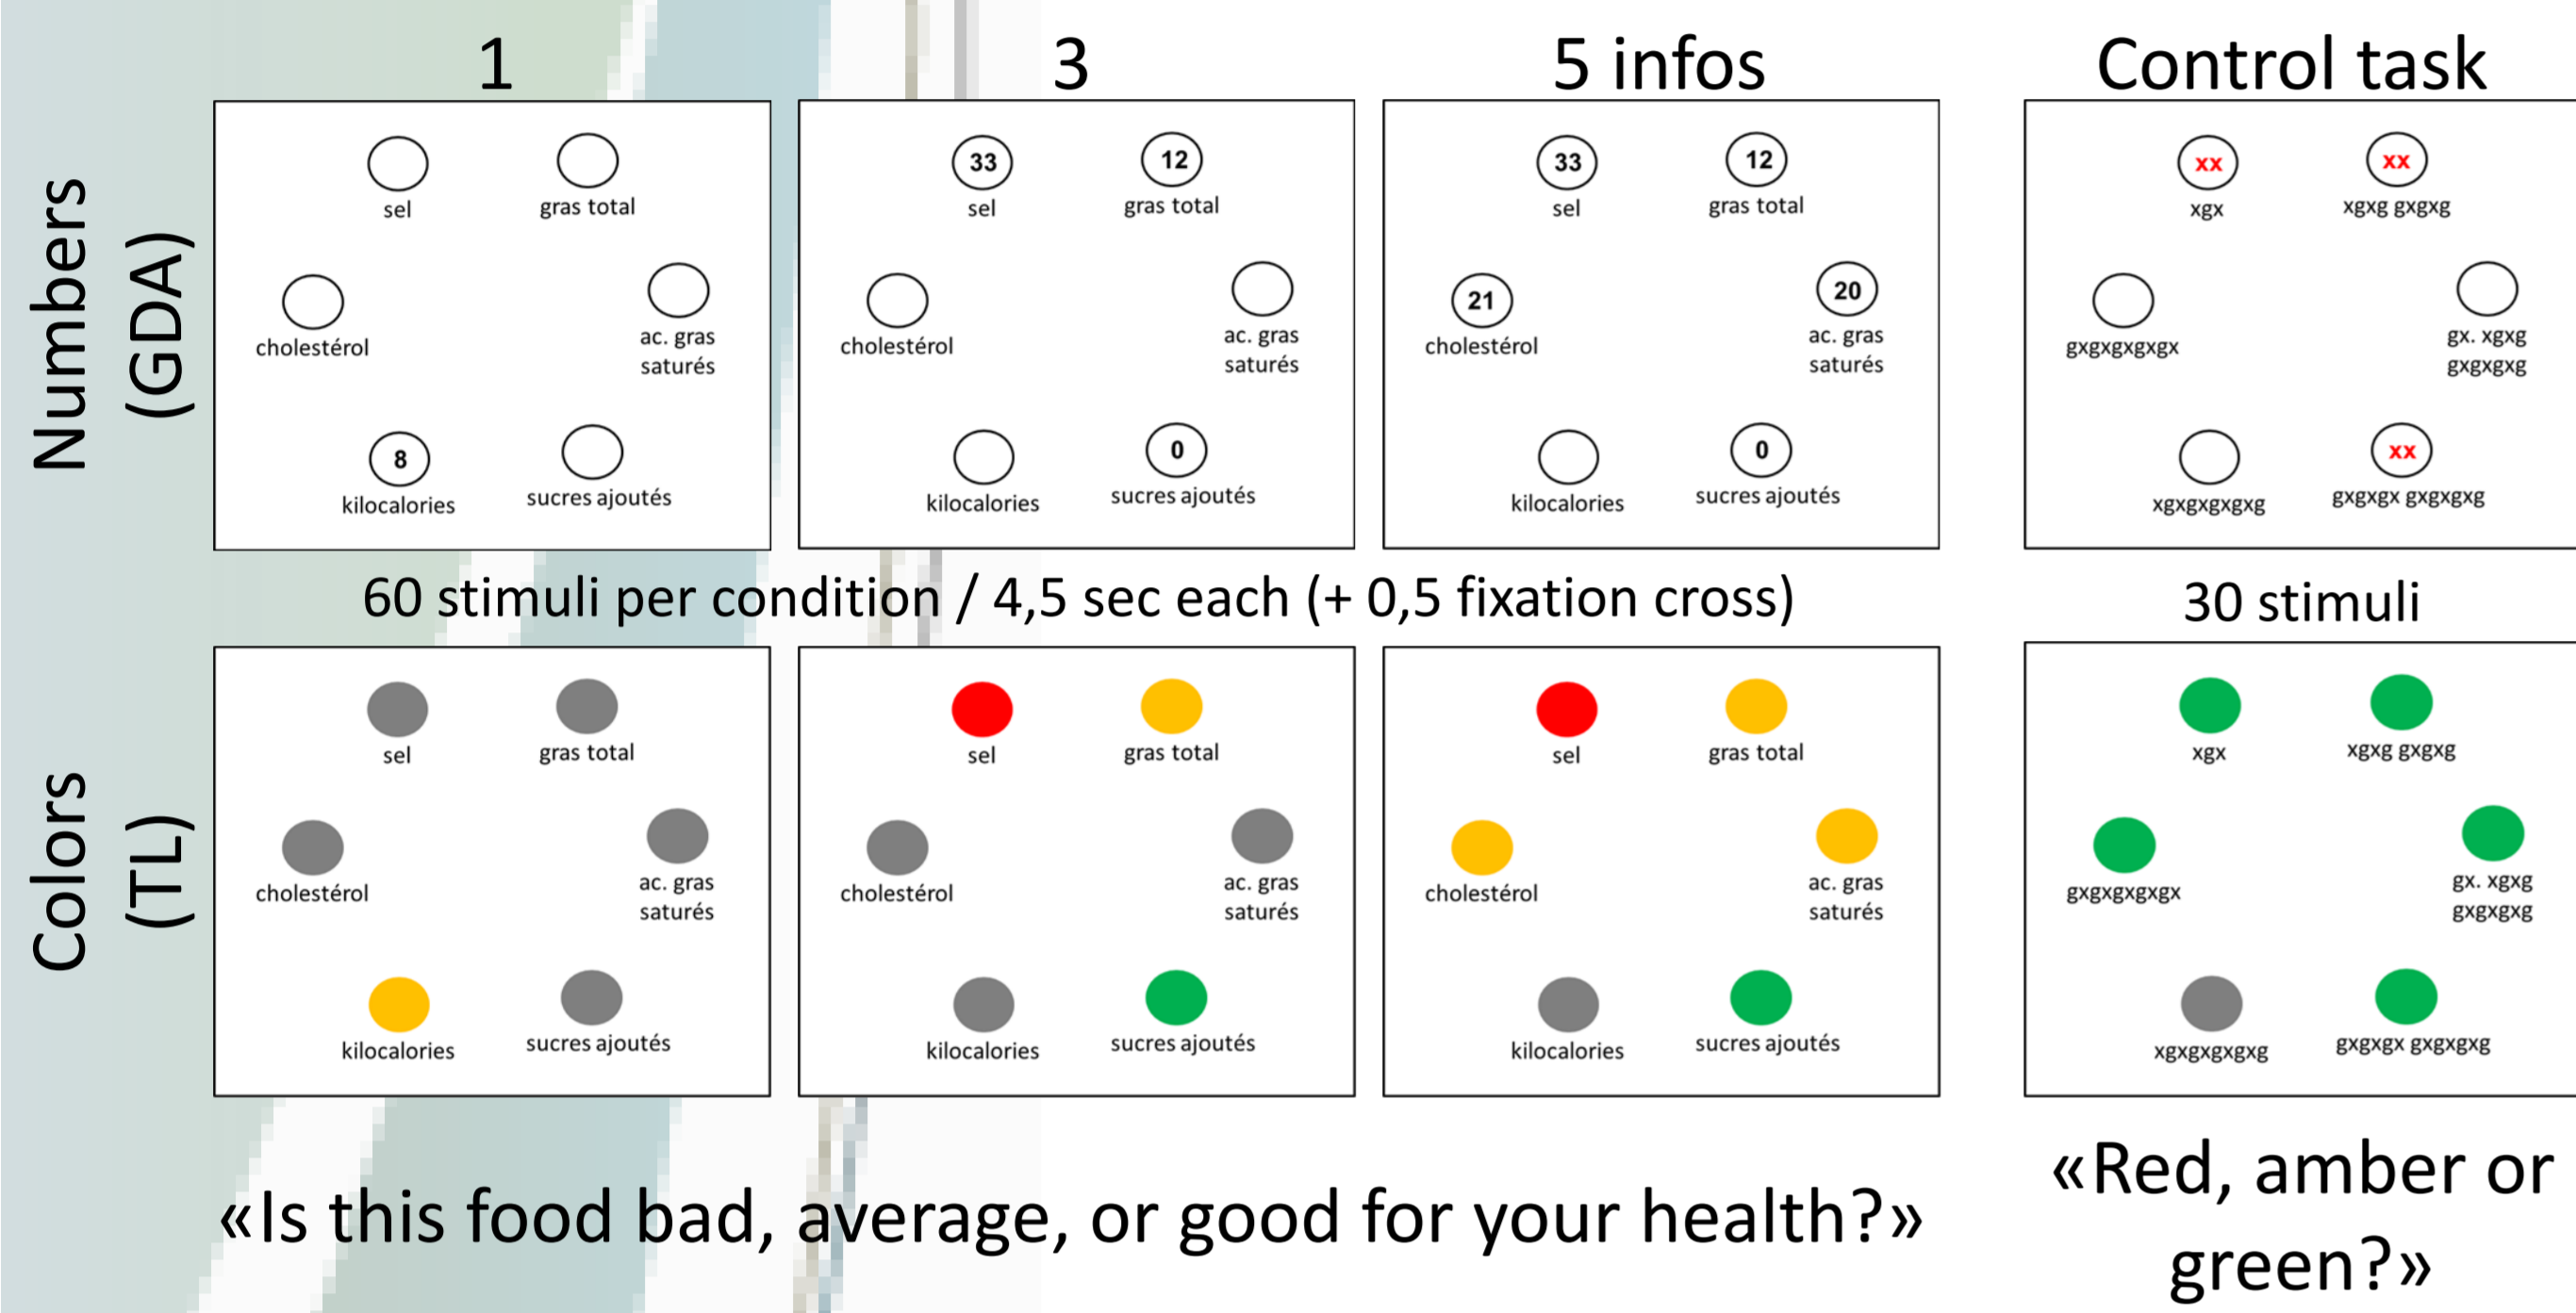 1
3
5 infos
Control task
Numbers
(GDA)
sel
gras total
cholestérol
ac. gras
saturés
8
kilocalories
sucres ajoutés
33
12
sel
gras total
cholestérol
ac. gras
saturés
0
kilocalories
sucres ajoutés
33
12
sel
gras total
21
20
cholestérol
ac. gras
saturés
0
kilocalories
sucres ajoutés
xx
xx
xgx
xgxg gxgxg
gxgxgxgxgx
gx. xgxg
gxgxgxg
xx
xgxgxgxgxg
gxgxgx gxgxgxg
60 stimuli per condition / 4,5 sec each (+ 0,5 fixation cross)
30 stimuli
Colors
(TL)
sel
gras total
cholestérol
ac. gras
saturés
kilocalories
sucres ajoutés
sel
gras total
cholestérol
ac. gras
saturés
kilocalories
sucres ajoutés
sel
gras total
cholestérol
ac. gras
saturés
kilocalories
sucres ajoutés
xgx
xgxg gxgxg
gxgxgxgxgx
gx. xgxg
gxgxgxg
xgxgxgxgxg
gxgxgx gxgxgxg
«Is this food bad, average, or good for your health?»
«Red, amber or
green?»